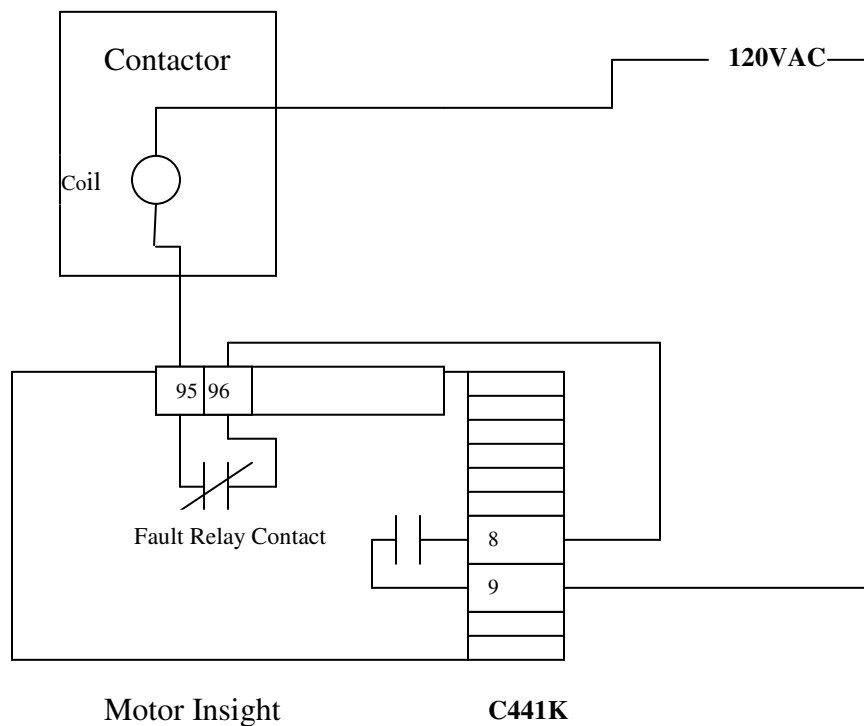 Contactor
120VAC
Coil
95 96
Fault Relay Contact
8
9
Motor Insight
C441K